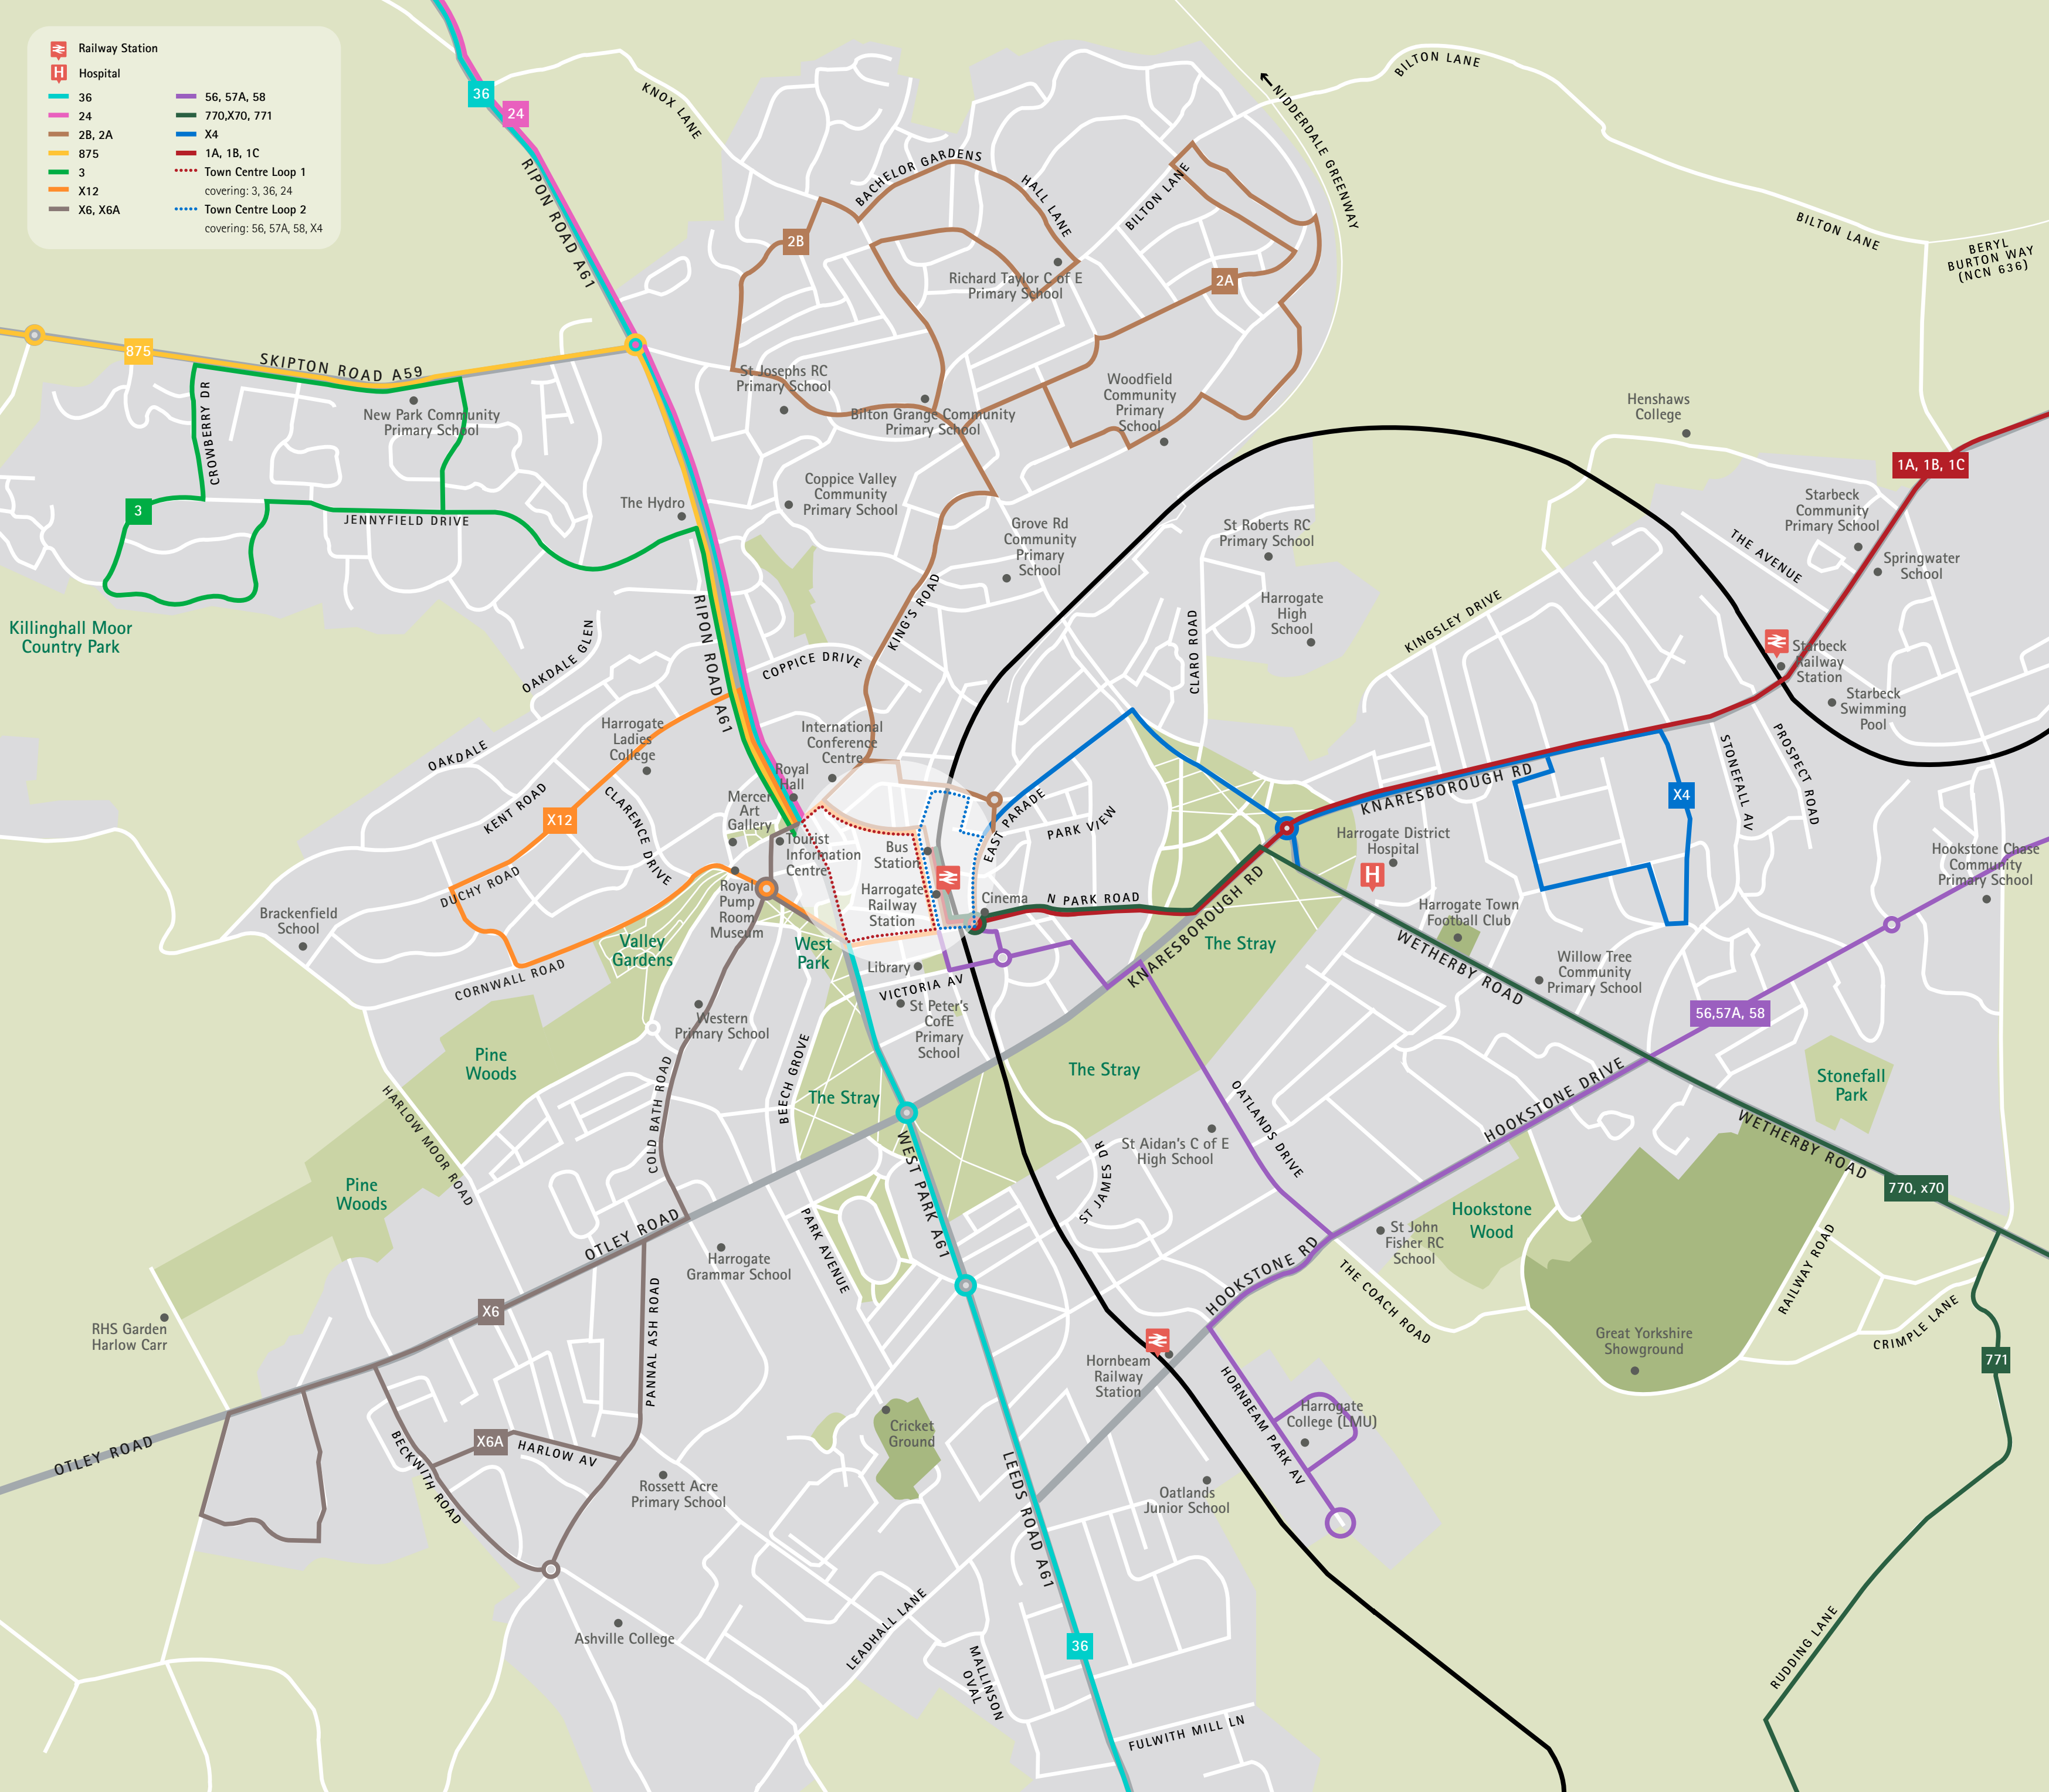 Railway Station
Hospital
36
24
2B, 2A
875
3
X12
X6, X6A
56, 57A, 58
770,X70, 771
X4
1A, 1B, 1C
Town Centre Loop 1
covering: 3, 36, 24
Town Centre Loop 2
covering: 56, 57A, 58, X4
36
24
KNOX LANE
RIPON ROAD A61
BILTON LANE
NIDDERDALE GREENWAY
BILTON LANE
BERYL
BURTON WAY
(NCN 636)
BACHELOR GARDENS
HALL LANE
BILTON LANE
2B
2A
Richard Taylor C of E
Primary School
875
SKIPTON ROAD A59
CROWBERRY DR
New Park Community
Primary School
St Josephs RC
Primary School
Bilton Grange Community
Primary School
Woodfield
Community
Primary
School
Henshaws
College
1A, 1B, 1C
3
JENNYFIELD DRIVE
The Hydro
Coppice Valley
Community
Primary School
Grove Rd
Community
Primary
School
St Roberts RC
Primary School
Starbeck
Community
Primary School
THE AVENUE
Springwater
School
Killinghall Moor
Country Park
OAKDALE GLEN
RIPON ROAD A61
KING'S ROAD
COPPICE DRIVE
CLARO ROAD
Harrogate
High
School
KINGSLEY DRIVE
Starbeck
Railway
Station
Starbeck
Swimming
Pool
Harrogate
Ladies
College
OAKDALE
KENT ROAD
X12
CLARENCE DRIVE
DUCHY ROAD
International
Conference
Centre
Royal
Hall
Mercer
Art
Gallery
Tourist
Information
Centre
Bus
Station
Harrogate
Railway
Station
EAST PARADE
PARK VIEW
Cinema
N PARK ROAD
KNARESBOROUGH RD
KNARESBOROUGH RD
X4
STONEFALL AV
PROSPECT ROAD
Harrogate District
Hospital
H
Hookstone Chase
Community
Primary School
Brackenfield
School
CORNWALL ROAD
Valley
Gardens
Royal
Pump
Room
Museum
West
Park
Library
VICTORIA AV
The Stray
Harrogate Town
Football Club
WETHERBY ROAD
Willow Tree
Community
Primary School
56,57A, 58
Western
Primary School
St Peter's
CofE
Primary
School
Pine
Woods
HARLOW MOOR ROAD
COLD BATH ROAD
BEECH GROVE
The Stray
The Stray
OATLANDS DRIVE
HOOKSTONE DRIVE
Stonefall
Park
WETHERBY ROAD
WEST PARK A61
St Aidan's C of E
High School
ST JAMES DR
Pine
Woods
OTLEY ROAD
PARK AVENUE
Harrogate
Grammar School
HOOKSTONE RD
St John
Fisher RC
School
Hookstone
Wood
770, x70
RAILWAY ROAD
THE COACH ROAD
CRIMPLE LANE
RHS Garden
Harlow Carr
X6
PANNAL ASH ROAD
Hornbeam
Railway
Station
Great Yorkshire
Showground
771
HORNBEAM PARK AV
Harrogate
College (LMU)
OTLEY ROAD
BECKWITH ROAD
X6A
HARLOW AV
Cricket
Ground
LEEDS ROAD A61
Rossett Acre
Primary School
Oatlands
Junior School
Ashville College
LEADHALL LANE
MALLINSON
OVAL
36
FULWITH MILL LN
RUDDING LANE